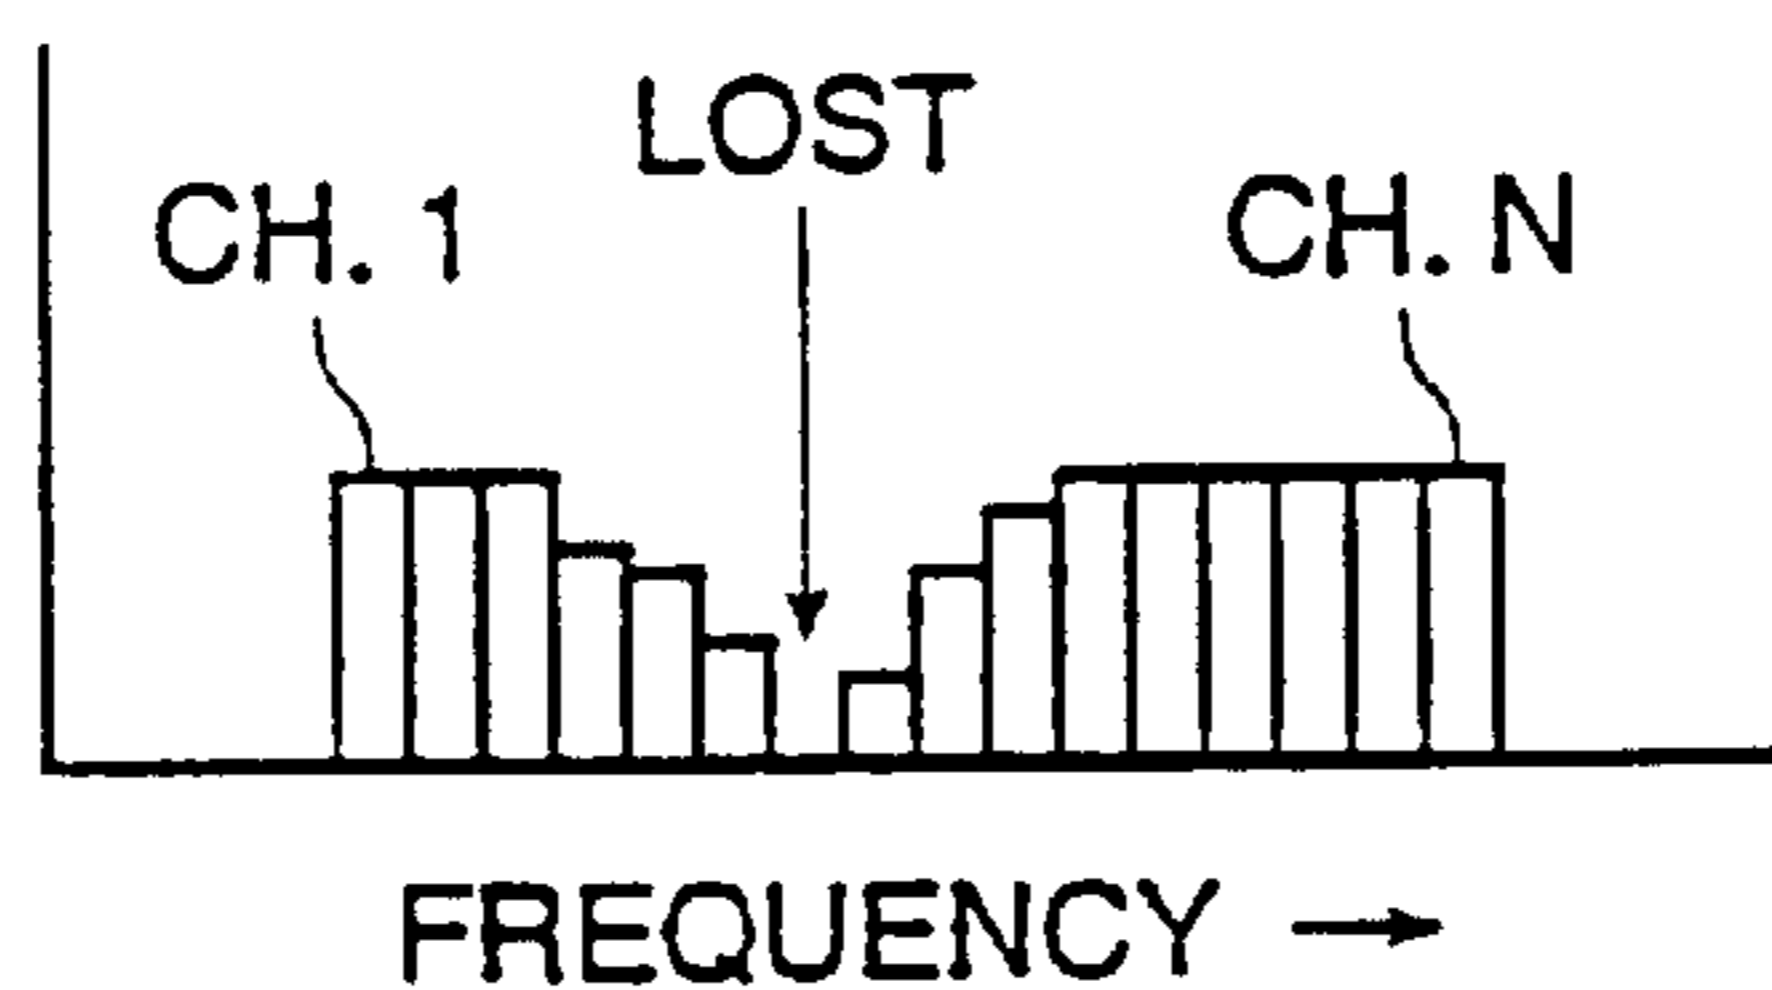 LOST
CH. 1
CH. N
FREQUENCY →